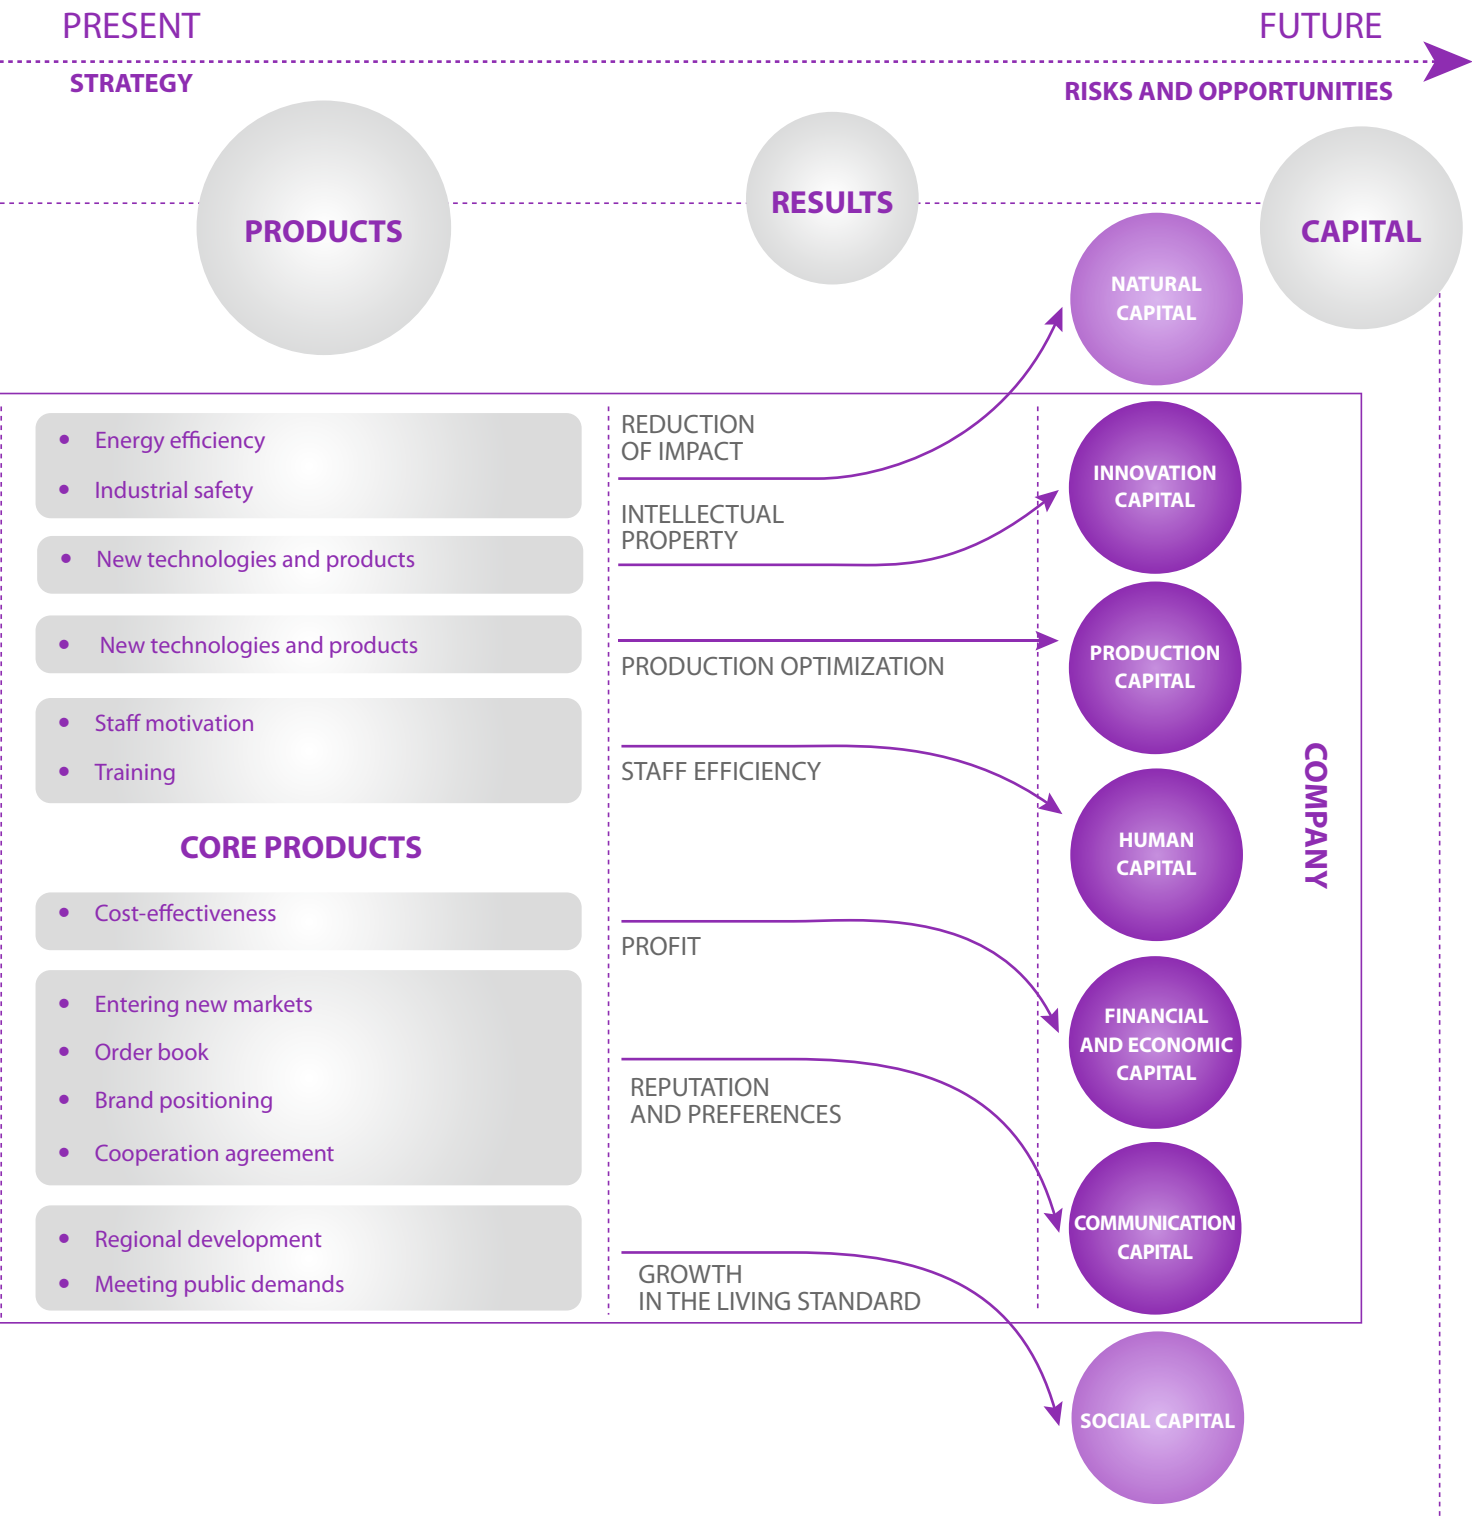 PRESENT
FUTURE
STRATEGY
RISKS AND OPPORTUNITIES
PRODUCTS
RESULTS
CAPITAL
NATURAL
CAPITAL
• Energy efficiency
• Industrial safety
REDUCTION
OF IMPACT
INNOVATION
CAPITAL
• New technologies and products
INTELLECTUAL
PROPERTY
• New technologies and products
PRODUCTION OPTIMIZATION
PRODUCTION
CAPITAL
• Staff motivation
• Training
STAFF EFFICIENCY
HUMAN
CAPITAL
COMPANY
CORE PRODUCTS
• Cost-effectiveness
PROFIT
FINANCIAL
AND ECONOMIC
CAPITAL
• Entering new markets
• Order book
• Brand positioning
• Cooperation agreement
REPUTATION
AND PREFERENCES
COMMUNICATION
CAPITAL
• Regional development
• Meeting public demands
GROWTH
IN THE LIVING STANDARD
SOCIAL CAPITAL